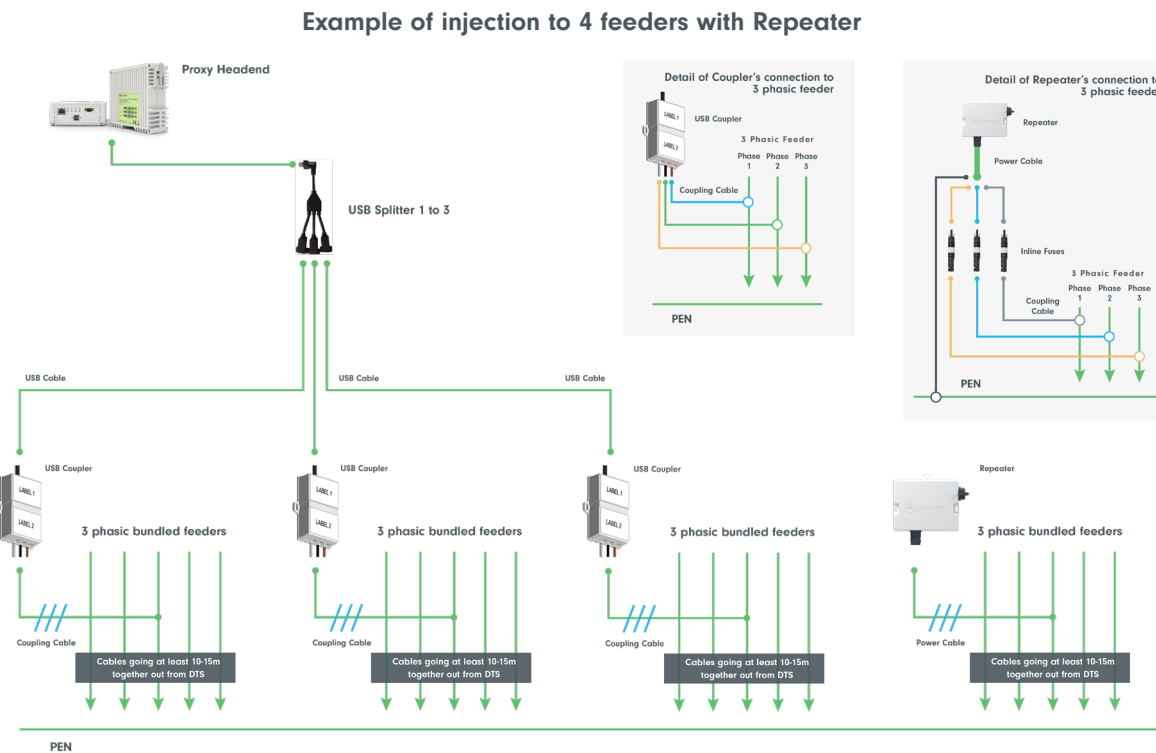 Example of injection to 4 feeders with Repeater
Proxy Headend
USB Splitter 1 to 3
Detail of Coupler's connection to
3 phasic feeder
LABEL 1
LABEL 2
USB Coupler
3 Phasic Feeder
Phase Phase Phase
1 2 3
Coupling Cable
PEN
Detail of Repeater's connection t
3 phasic feede
Repeater
Power Cable
Inline Fuses
3 Phasic Feeder
Phase Phase Phase
1 2 3
Coupling
Cable
PEN
USB Cable
USB Cable
USB Cable
USB Coupler
LABEL 1
LABEL 2
3 phasic bundled feeders
Coupling Cable
Cables going at least 10-15m
together out from DTS
USB Coupler
LABEL 1
LABEL 2
3 phasic bundled feeders
Coupling Cable
Cables going at least 10-15m
together out from DTS
USB Coupler
LABEL 1
LABEL 2
3 phasic bundled feeders
Coupling Cable
Cables going at least 10-15m
together out from DTS
Repeater
3 phasic bundled feeders
Power Cable
Cables going at least 10-15m
together out from DTS
PEN